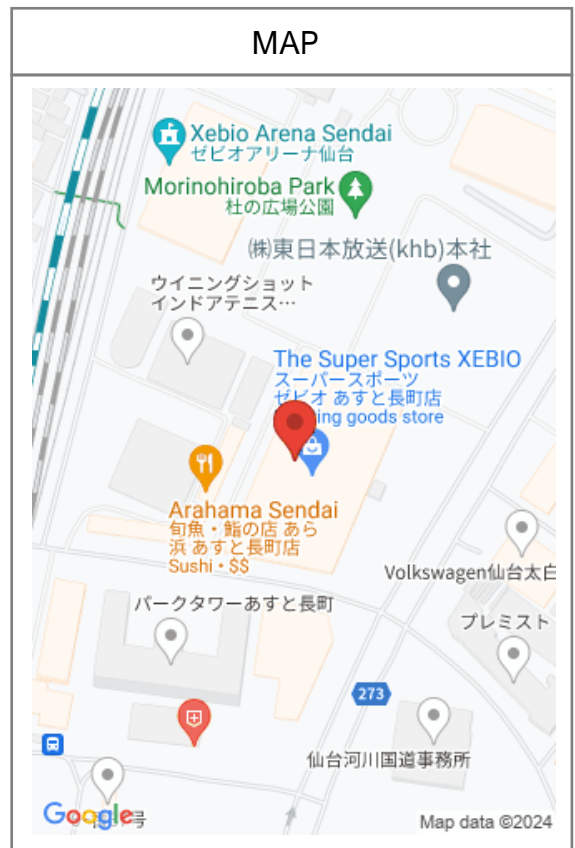 MAP
Xebio Arena Sendai
ゼビオアリーナ仙台
Morinohiroba Park
杜の広場公園
㈱東日本放送(khb)本社
ウイニングショット
インドアテニス…
The Super Sports XEBIO
スーパースポーツ
ゼビオ あすと長町店
ing goods store
Arahama Sendai
旬魚・鮨の店 あら
浜 あすと長町店
Sushi・$$
Volkswagen仙台太白
パークタワーあすと長町
プレミスト
273
仙台河川国道事務所
Google
号
Map data ©2024